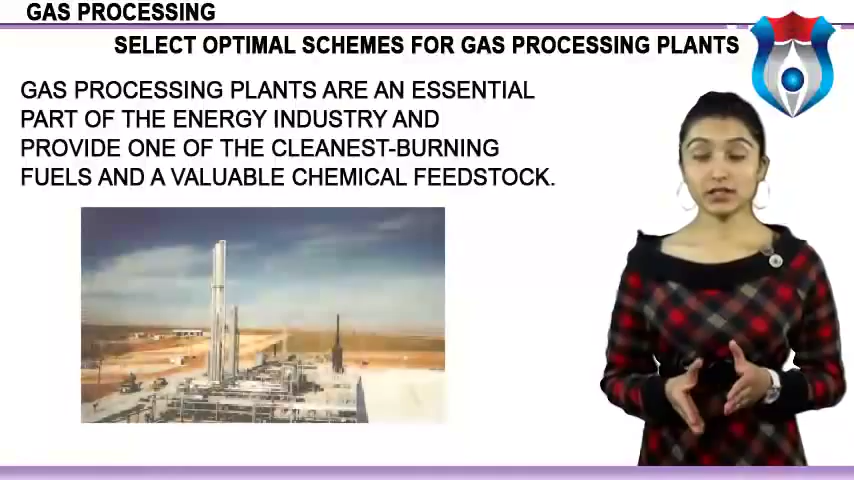 GAS PROCESSING
SELECT OPTIMAL SCHEMES FOR GAS PROCESSING PLANTS
GAS PROCESSING PLANTS ARE AN ESSENTIAL
PART OF THE ENERGY INDUSTRY AND
PROVIDE ONE OF THE CLEANEST-BURNING
FUELS AND A VALUABLE CHEMICAL FEEDSTOCK.